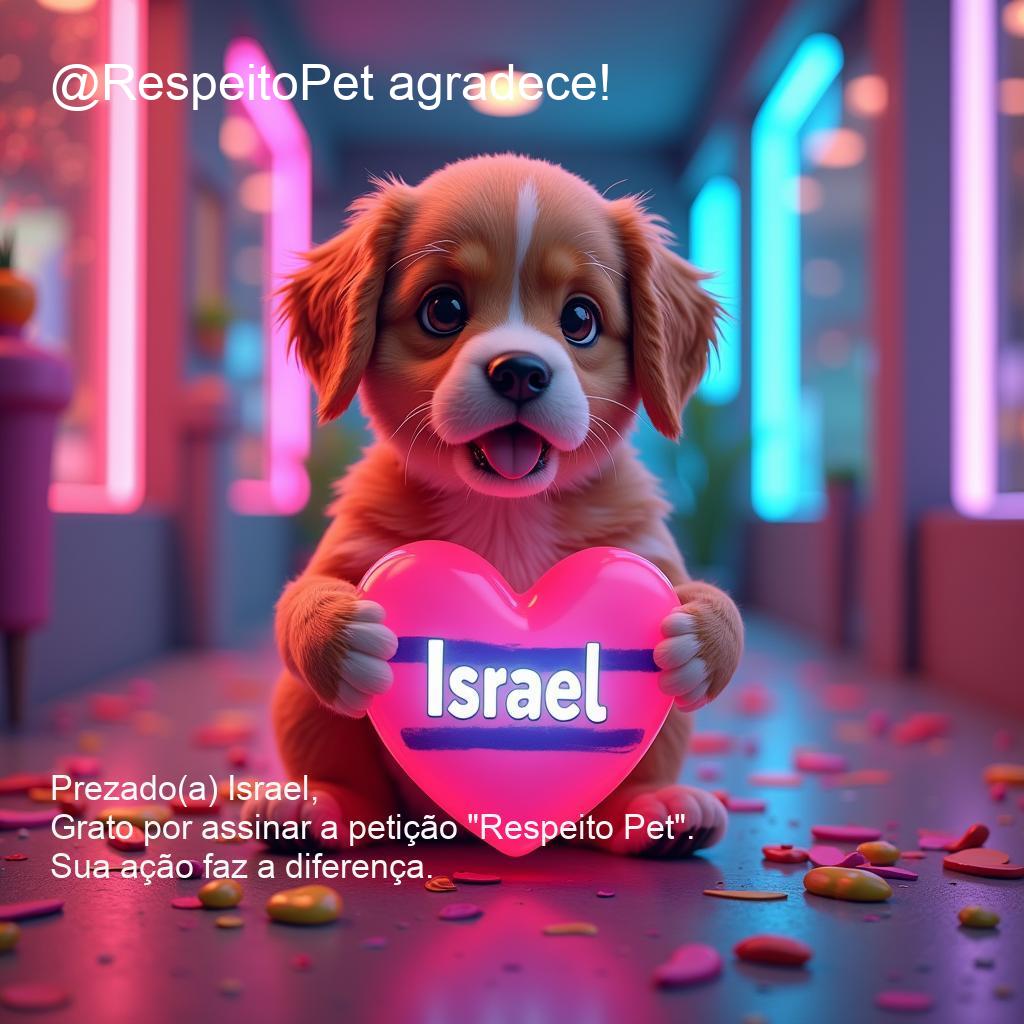 @RespeitoPet agradece!
Israel
Prezado(a) Israel,
Grato por assinar a petição "Respeito Pet".
Sua ação faz a diferença.